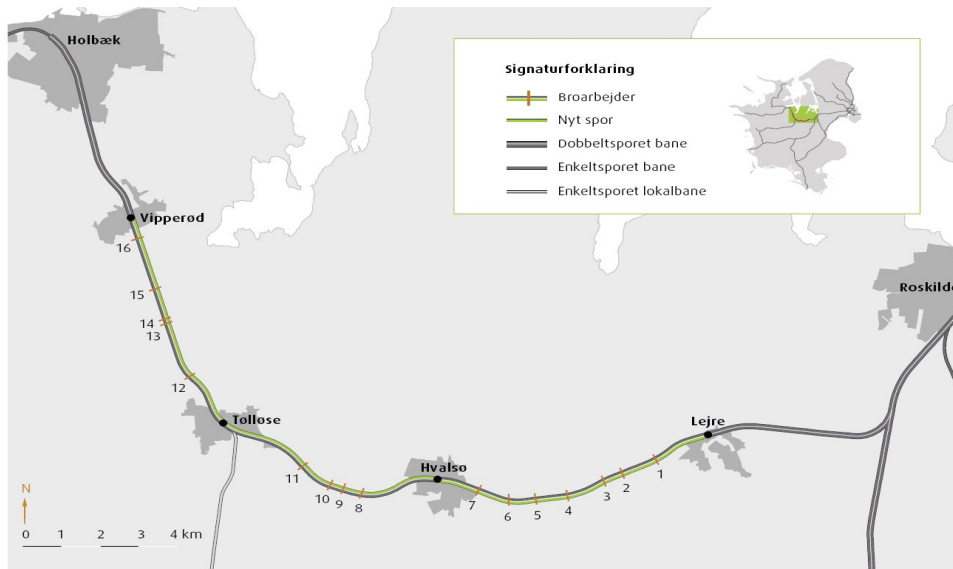 Holbæk
Signaturforklaring
Broarbejder
Nyt spor
Dobbeltsporet bane
Enkeltsporet bane
Enkeltsporet lokalbane
Vipperød
16
15
Roskild
14
13
12
Tølløse
Lejre
11
Hvalsø
10
9
8
7
6
5
4
3
2
1
N
0 1 2 3 4 km